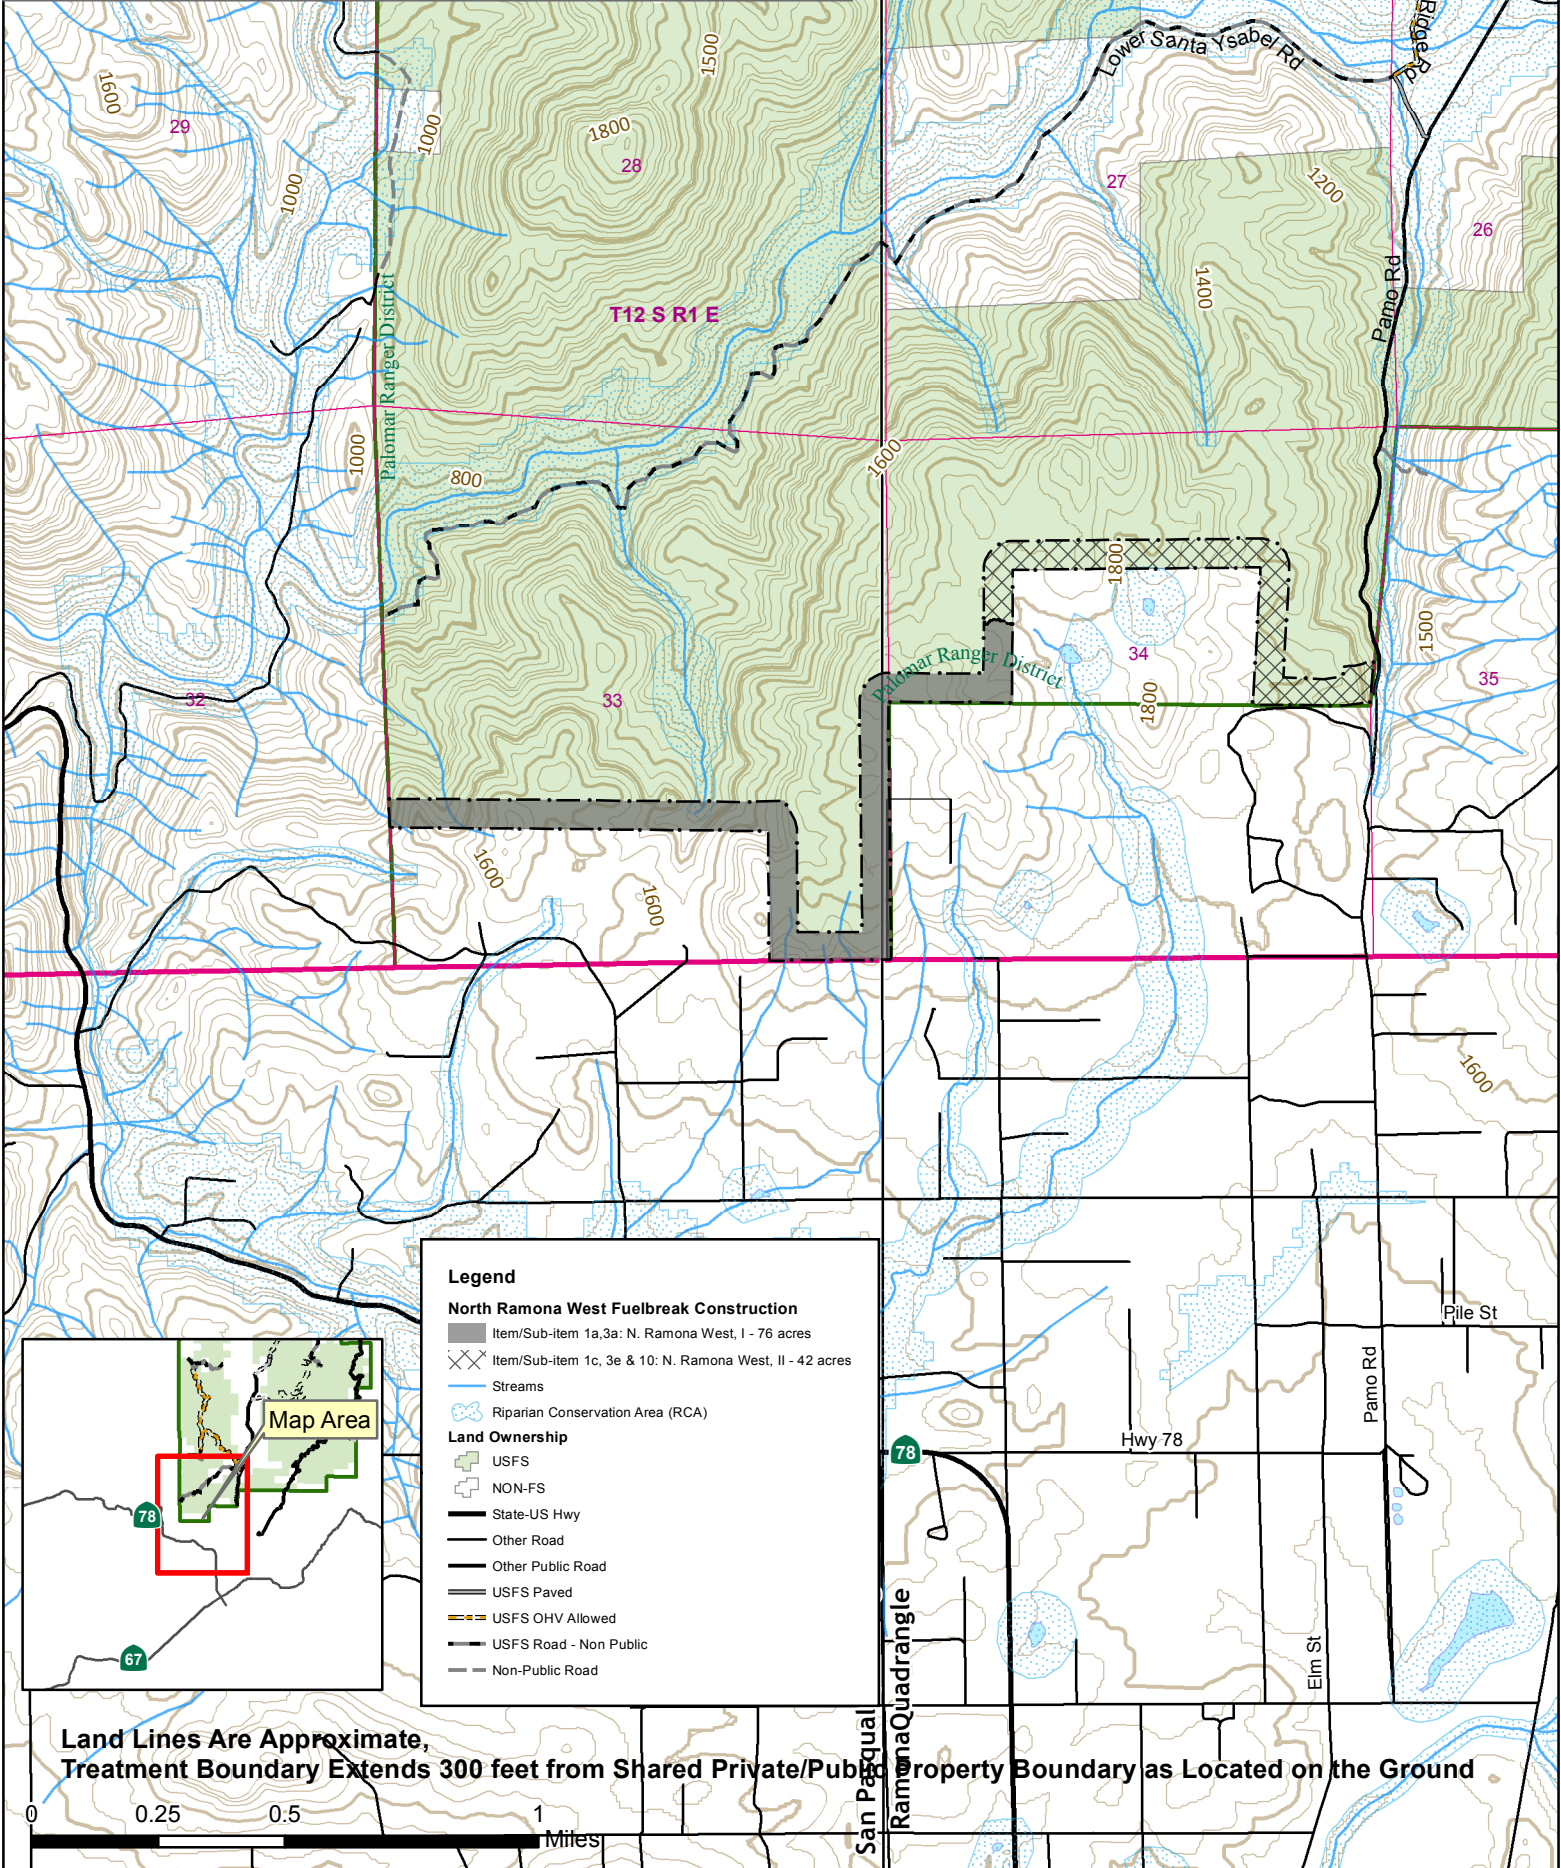 1500
Ridge Rd
Lower Santa Ysabel Rd
1600
29
1000
1800
28
27
1200
26
1000
1400
Pamo Rd
T12 S R1 E
Palomar Ranger District
1000
800
1600
1800
34
1500
Palomar Ranger District
32
33
1800
35
1600
1600
1600
Legend
North Ramona West Fuelbreak Construction
Item/Sub-item 1a,3a: N. Ramona West, I - 76 acres
Item/Sub-item 1c, 3e & 10: N. Ramona West, II - 42 acres
Streams
Riparian Conservation Area (RCA)
Land Ownership
USFS
NON-FS
State-US Hwy
Other Road
Other Public Road
USFS Paved
USFS OHV Allowed
USFS Road - Non Public
Non-Public Road
Map Area
78
67
Pile St
Pamo Rd
Hwy 78
78
Elm St
San Pasqual
Ramona Quadrangle
Land Lines Are Approximate,
Treatment Boundary Extends 300 feet from Shared Private/Public Property Boundary as Located on the Ground
0 0.25 0.5 1
Miles